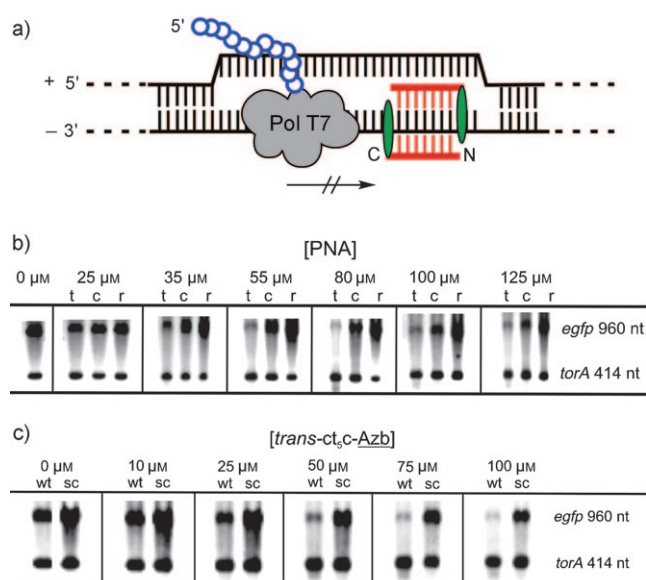 a)
5'
+ 5'
Pol T7
– 3'
C N
b)
[PNA]
0 µM 25 µM 35 µM 55 µM 80 µM 100 µM 125 µM
t c r t c r t c r t c r t c r t c r
egfp 960 nt
torA 414 nt
c)
[trans-ct₅c-Azb]
0 µM 10 µM 25 µM 50 µM 75 µM 100 µM
wt sc wt sc wt sc wt sc wt sc wt sc
egfp 960 nt
torA 414 nt